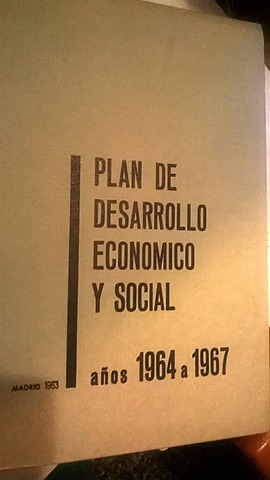 PLAN DE
DESARROLLO
ECONOMICO
Y SOCIAL
años 1964 a 1967
MADRID 1963